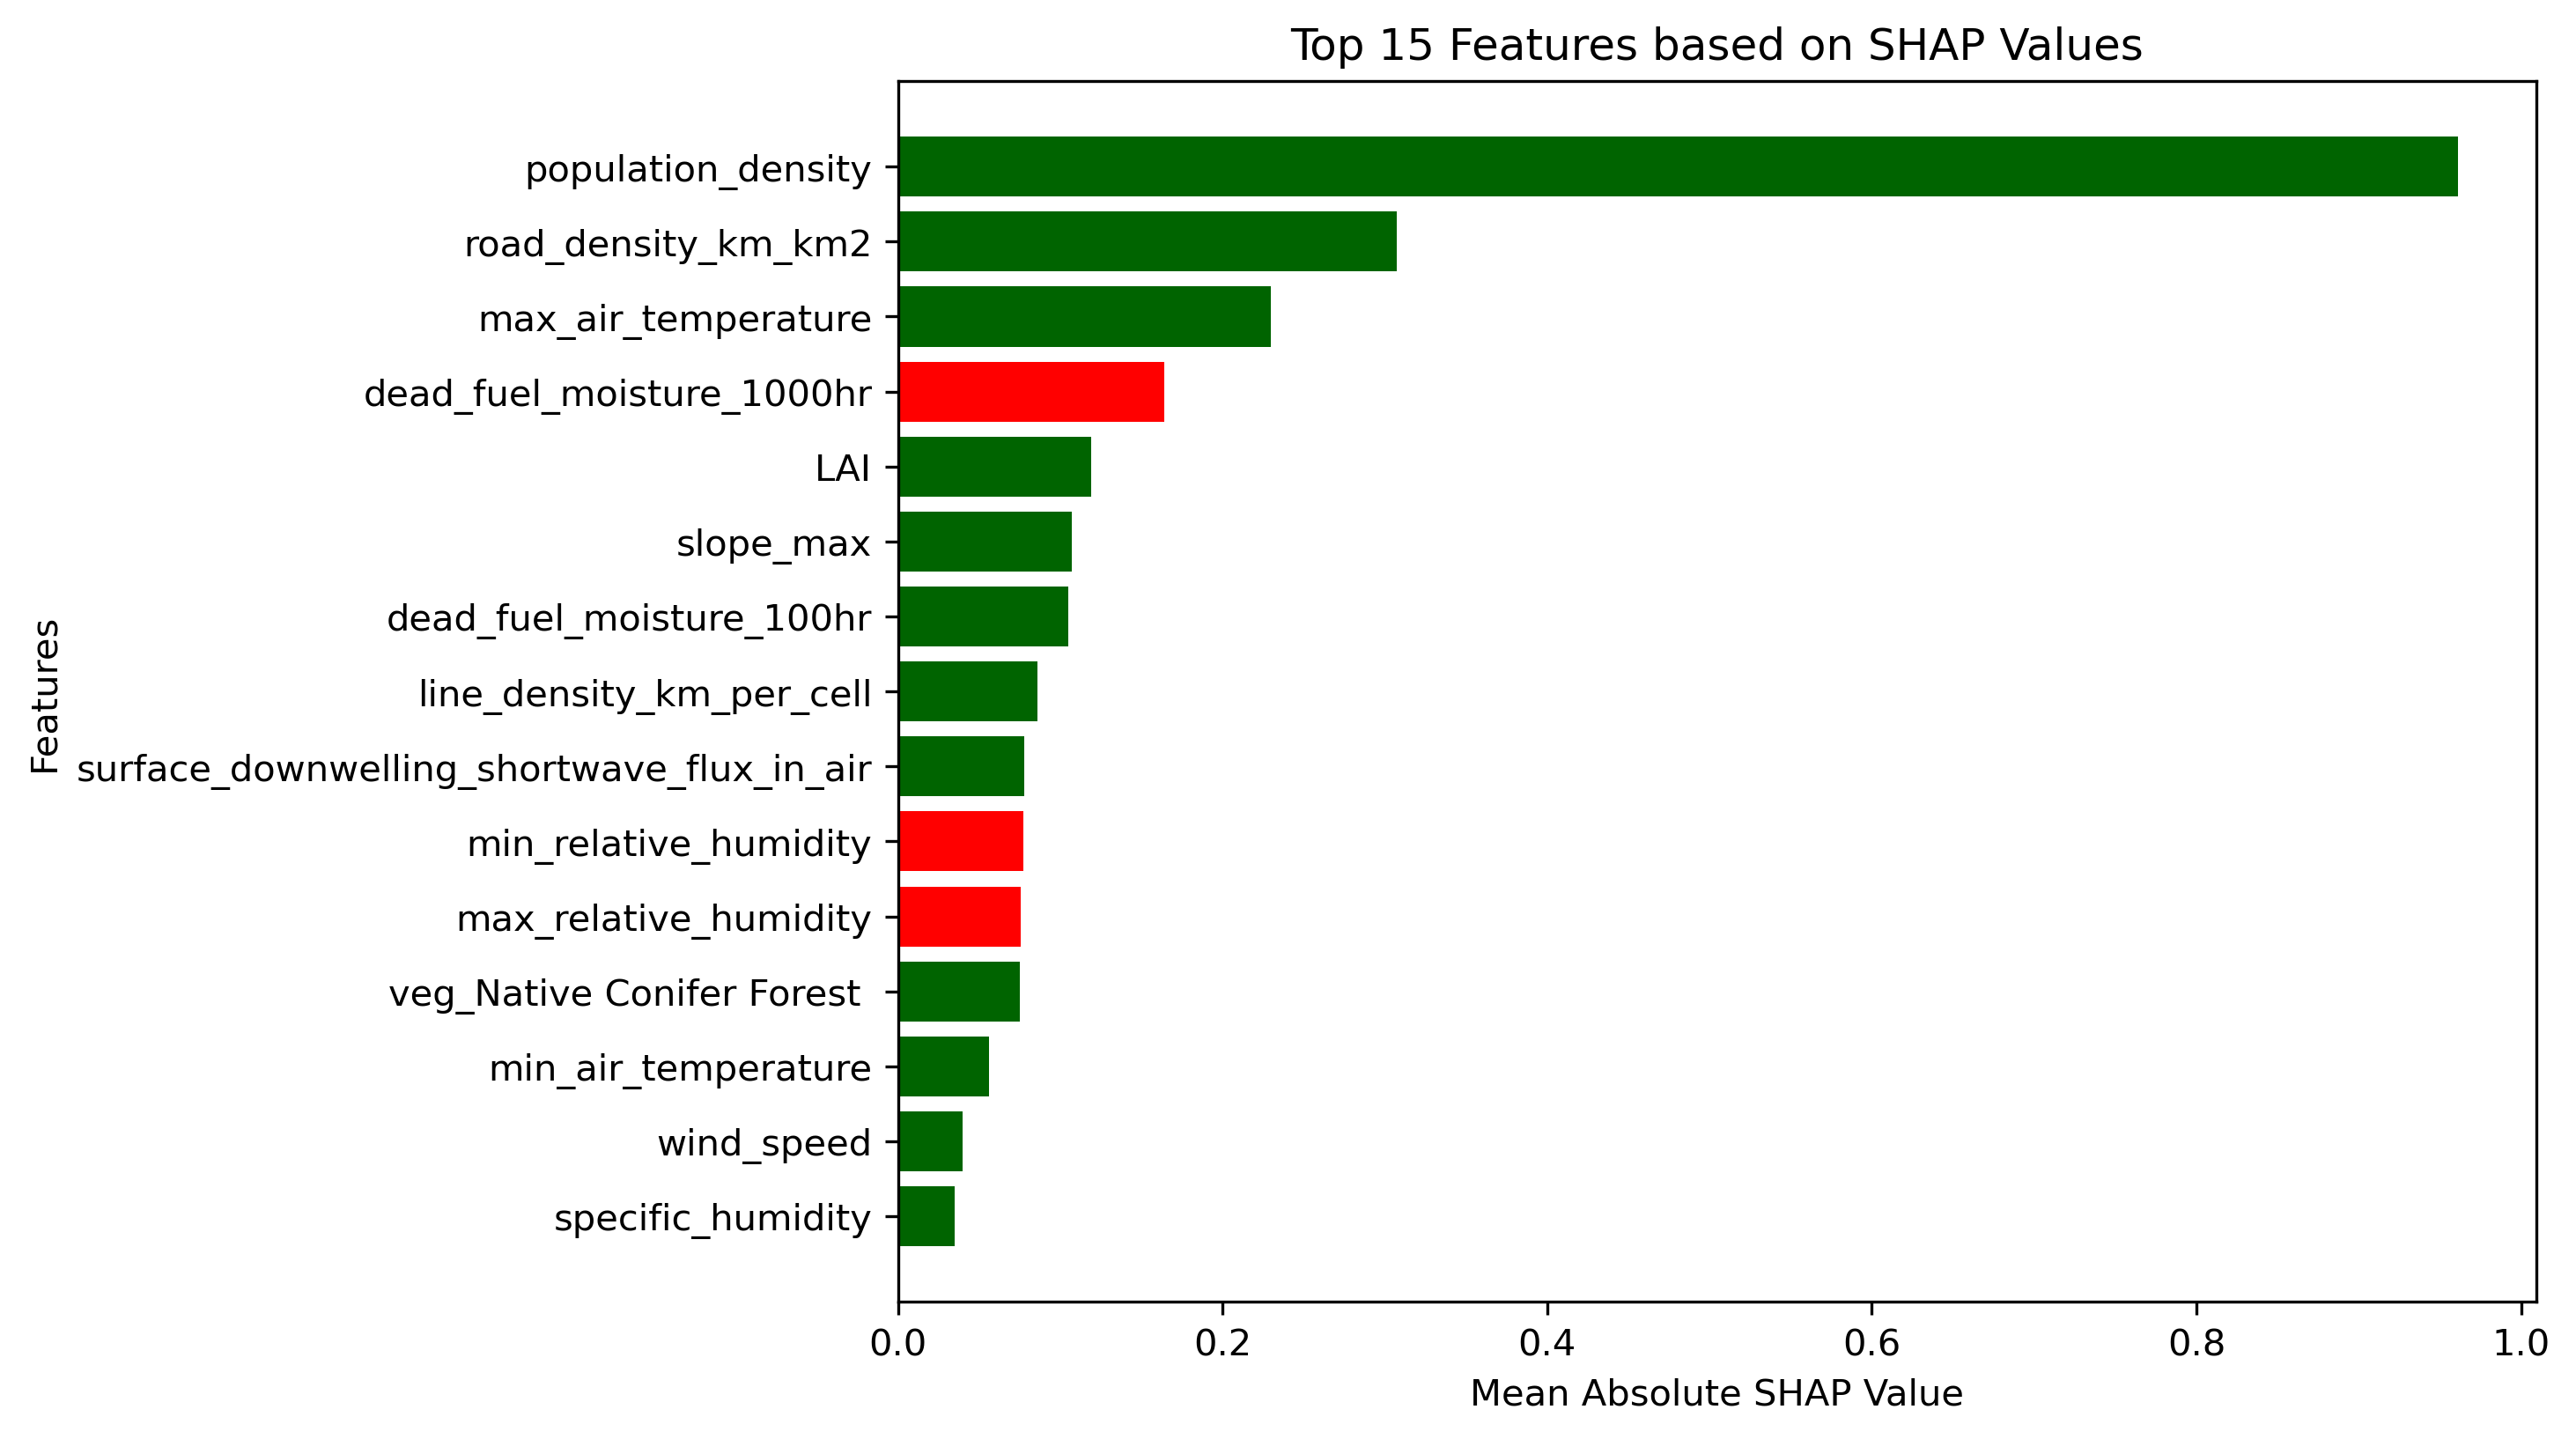 Top 15 Features based on SHAP Values
Features
population_density
road_density_km_km2
max_air_temperature
dead_fuel_moisture_1000hr
LAI
slope_max
dead_fuel_moisture_100hr
line_density_km_per_cell
surface_downwelling_shortwave_flux_in_air
min_relative_humidity
max_relative_humidity
veg_Native Conifer Forest
min_air_temperature
wind_speed
specific_humidity
0.0 0.2 0.4 0.6 0.8 1.0
Mean Absolute SHAP Value